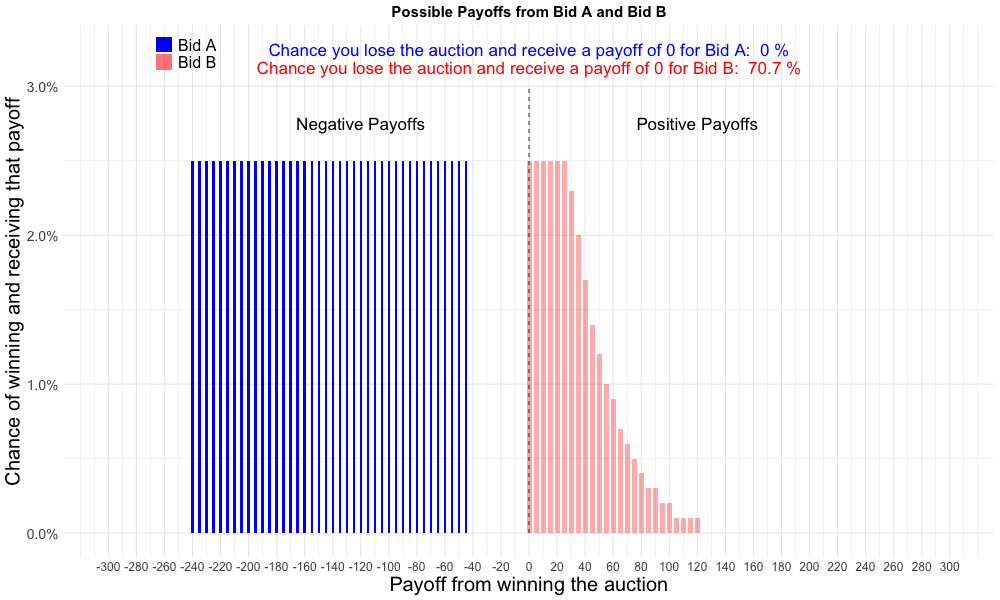 Possible Payoffs from Bid A and Bid B
Bid A
Bid B
Chance you lose the auction and receive a payoff of 0 for Bid A:  0 %
Chance you lose the auction and receive a payoff of 0 for Bid B:  70.7 %
Negative Payoffs
Positive Payoffs
Chance of winning and receiving that payoff
3.0%
2.0%
1.0%
0.0%
-300 -280 -260 -240 -220 -200 -180 -160 -140 -120 -100 -80 -60 -40 -20 0 20 40 60 80 100 120 140 160 180 200 220 240 260 280 300
Payoff from winning the auction